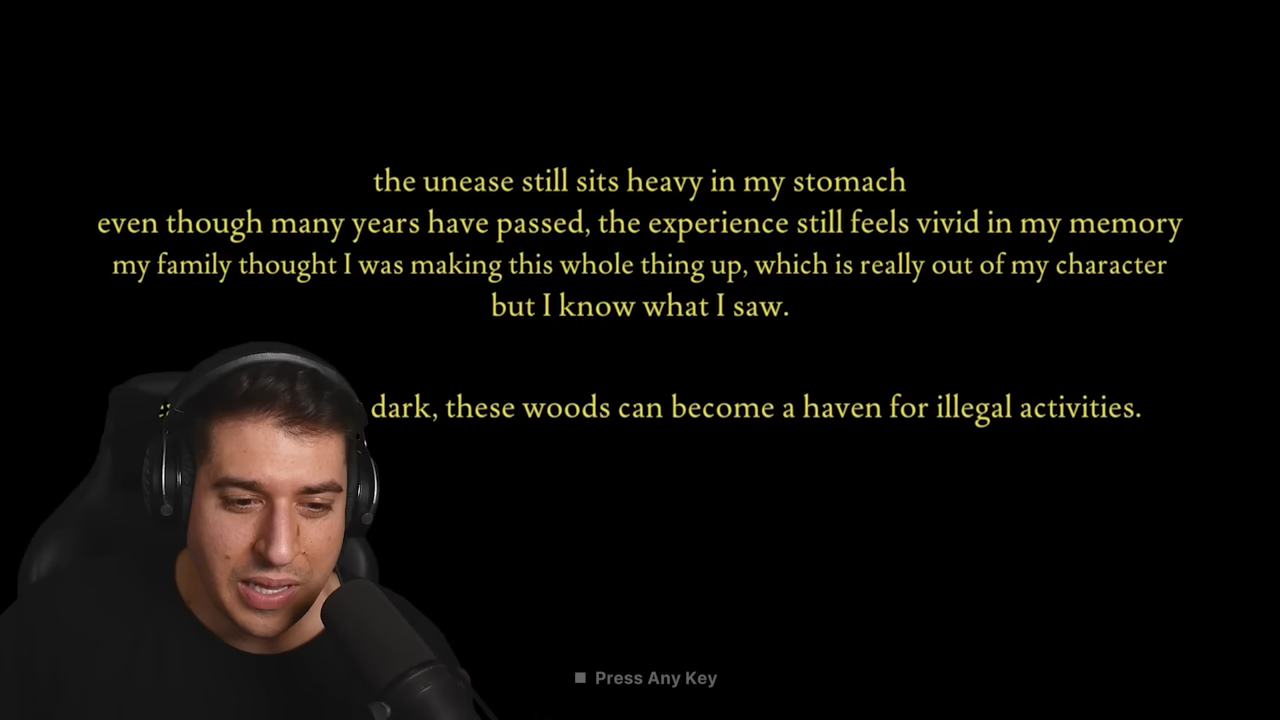 the unease still sits heavy in my stomach
even though many years have passed, the experience still feels vivid in my memory
my family thought I was making this whole thing up, which is really out of my character
but I know what I saw.
dark, these woods can become a haven for illegal activities.
Press Any Key